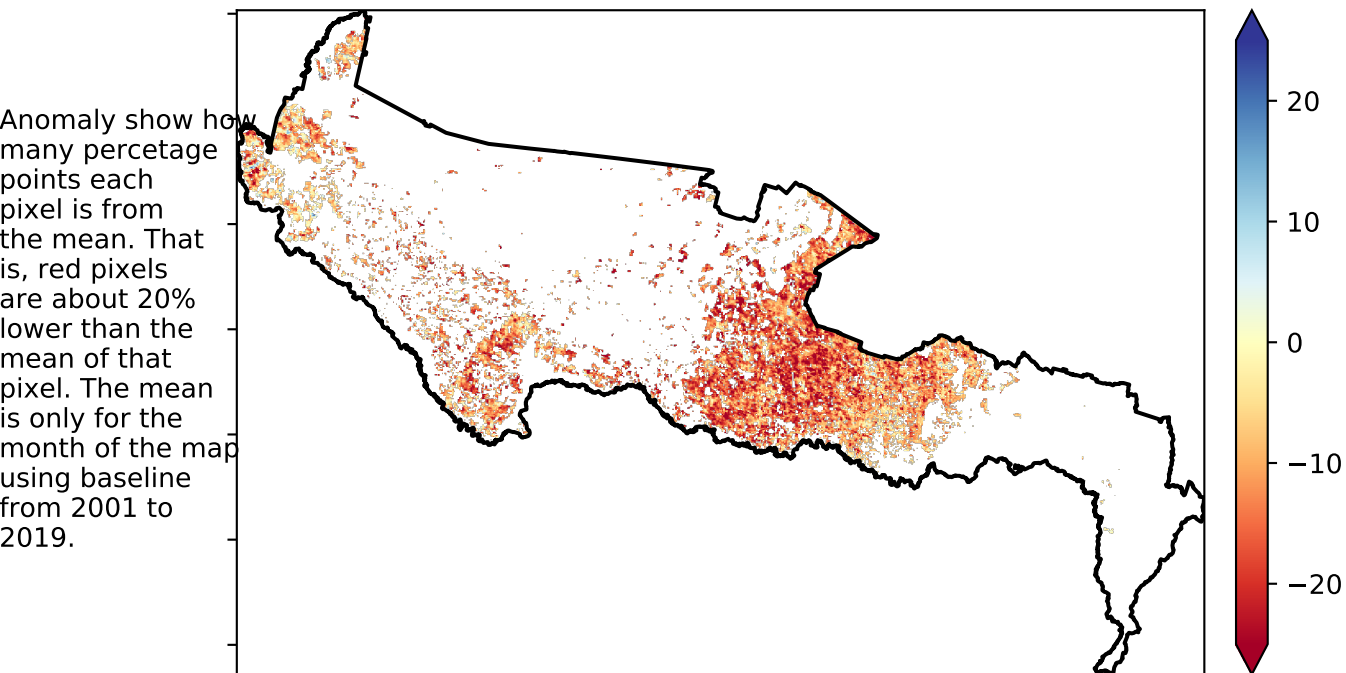 Anomaly show how
many percetage
points each
pixel is from
the mean. That
is, red pixels
are about 20%
lower than the
mean of that
pixel. The mean
is only for the
month of the map
using baseline
from 2001 to
2019.
20
10
0
−10
−20